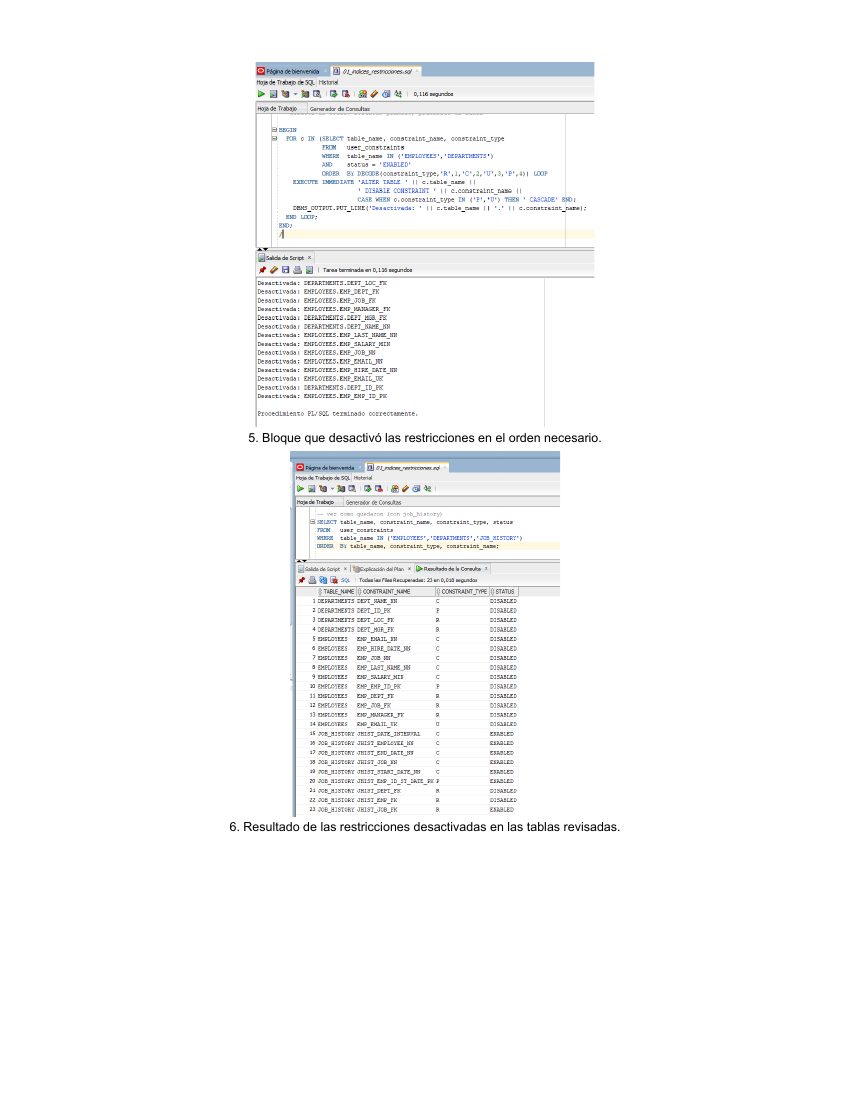 Página de bienvenida 01_indices_restricciones.sql
Hoja de Trabajo de SQL Historial
0,116 segundos
Hoja de Trabajo Generador de Consultas
BEGIN
FOR c IN (SELECT table_name, constraint_name, constraint_type
FROM user_constraints
WHERE table_name IN ('EMPLOYEES','DEPARTMENTS')
AND status = 'ENABLED'
ORDER BY DECODE(constraint_type,'R',1,'C',2,'U',3,'P',4)) LOOP
EXECUTE IMMEDIATE 'ALTER TABLE ' || c.table_name ||
' DISABLE CONSTRAINT ' || c.constraint_name ||
CASE WHEN c.constraint_type IN ('P','U') THEN ' CASCADE' END;
DBMS_OUTPUT.PUT_LINE('Desactivada: ' || c.table_name || '.' || c.constraint_name);
END LOOP;
END;
/
Salida de Script ×
Tarea terminada en 0,116 segundos
Desactivada: DEPARTMENTS.DEPT_LOC_FK
Desactivada: EMPLOYEES.EMP_DEPT_FK
Desactivada: EMPLOYEES.EMP_JOB_FK
Desactivada: EMPLOYEES.EMP_MANAGER_FK
Desactivada: DEPARTMENTS.DEPT_MGR_FK
Desactivada: DEPARTMENTS.DEPT_NAME_NN
Desactivada: EMPLOYEES.EMP_LAST_NAME_NN
Desactivada: EMPLOYEES.EMP_SALARY_MIN
Desactivada: EMPLOYEES.EMP_JOB_NN
Desactivada: EMPLOYEES.EMP_EMAIL_NN
Desactivada: EMPLOYEES.EMP_HIRE_DATE_NN
Desactivada: EMPLOYEES.EMP_EMAIL_UK
Desactivada: DEPARTMENTS.DEPT_ID_PK
Desactivada: EMPLOYEES.EMP_EMP_ID_PK
Procedimiento PL/SQL terminado correctamente.
5. Bloque que desactivó las restricciones en el orden necesario.
Página de bienvenida 01_indices_restricciones.sql
Hoja de Trabajo de SQL Historial
Hoja de Trabajo Generador de Consultas
-- ver como quedaron (con job_history)
SELECT table_name, constraint_name, constraint_type, status
FROM user_constraints
WHERE table_name IN ('EMPLOYEES','DEPARTMENTS','JOB_HISTORY')
ORDER BY table_name, constraint_type, constraint_name;
Salida de Script × Explicación del Plan × Resultado de la Consulta ×
SQL | Todas las Filas Recuperadas: 23 en 0,016 segundos
TABLE_NAME CONSTRAINT_NAME CONSTRAINT_TYPE STATUS
1 DEPARTMENTS DEPT_NAME_NN C DISABLED
2 DEPARTMENTS DEPT_ID_PK P DISABLED
3 DEPARTMENTS DEPT_LOC_FK R DISABLED
4 DEPARTMENTS DEPT_MGR_FK R DISABLED
5 EMPLOYEES EMP_EMAIL_NN C DISABLED
6 EMPLOYEES EMP_HIRE_DATE_NN C DISABLED
7 EMPLOYEES EMP_JOB_NN C DISABLED
8 EMPLOYEES EMP_LAST_NAME_NN C DISABLED
9 EMPLOYEES EMP_SALARY_MIN C DISABLED
10 EMPLOYEES EMP_EMP_ID_PK P DISABLED
11 EMPLOYEES EMP_DEPT_FK R DISABLED
12 EMPLOYEES EMP_JOB_FK R DISABLED
13 EMPLOYEES EMP_MANAGER_FK R DISABLED
14 EMPLOYEES EMP_EMAIL_UK U DISABLED
15 JOB_HISTORY JHIST_DATE_INTERVAL C ENABLED
16 JOB_HISTORY JHIST_EMPLOYEE_NN C ENABLED
17 JOB_HISTORY JHIST_END_DATE_NN C ENABLED
18 JOB_HISTORY JHIST_JOB_NN C ENABLED
19 JOB_HISTORY JHIST_START_DATE_NN C ENABLED
20 JOB_HISTORY JHIST_EMP_ID_ST_DATE_PK P ENABLED
21 JOB_HISTORY JHIST_DEPT_FK R DISABLED
22 JOB_HISTORY JHIST_EMP_FK R DISABLED
23 JOB_HISTORY JHIST_JOB_FK R ENABLED
6. Resultado de las restricciones desactivadas en las tablas revisadas.